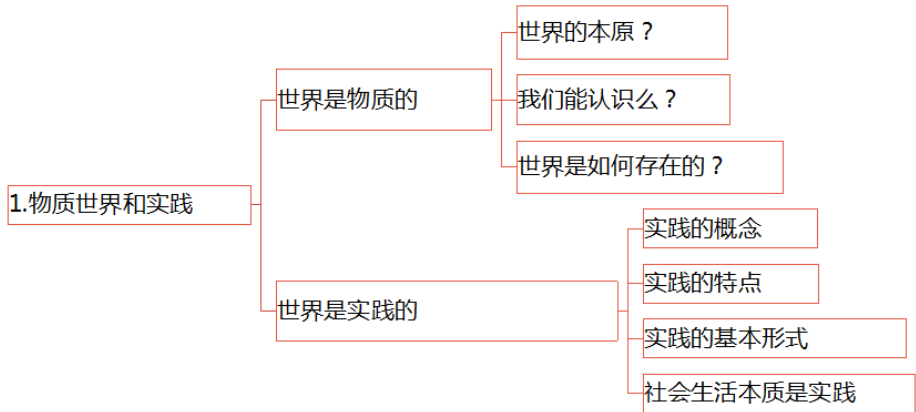 1.物质世界和实践
世界是物质的
世界的本原？
我们能认识么？
世界是如何存在的？
世界是实践的
实践的概念
实践的特点
实践的基本形式
社会生活本质是实践